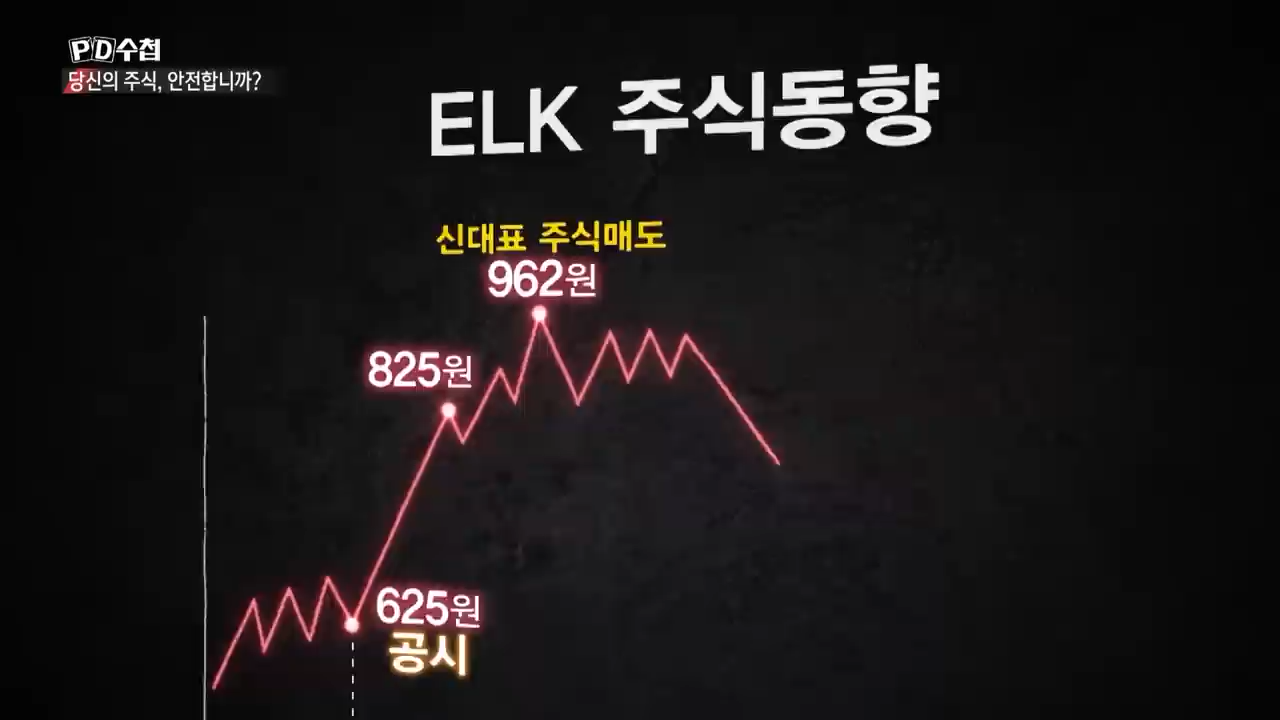 PD수첩
당신의 주식, 안전합니까?
ELK 주식동향
신대표 주식매도
962원
825원
625원
공시